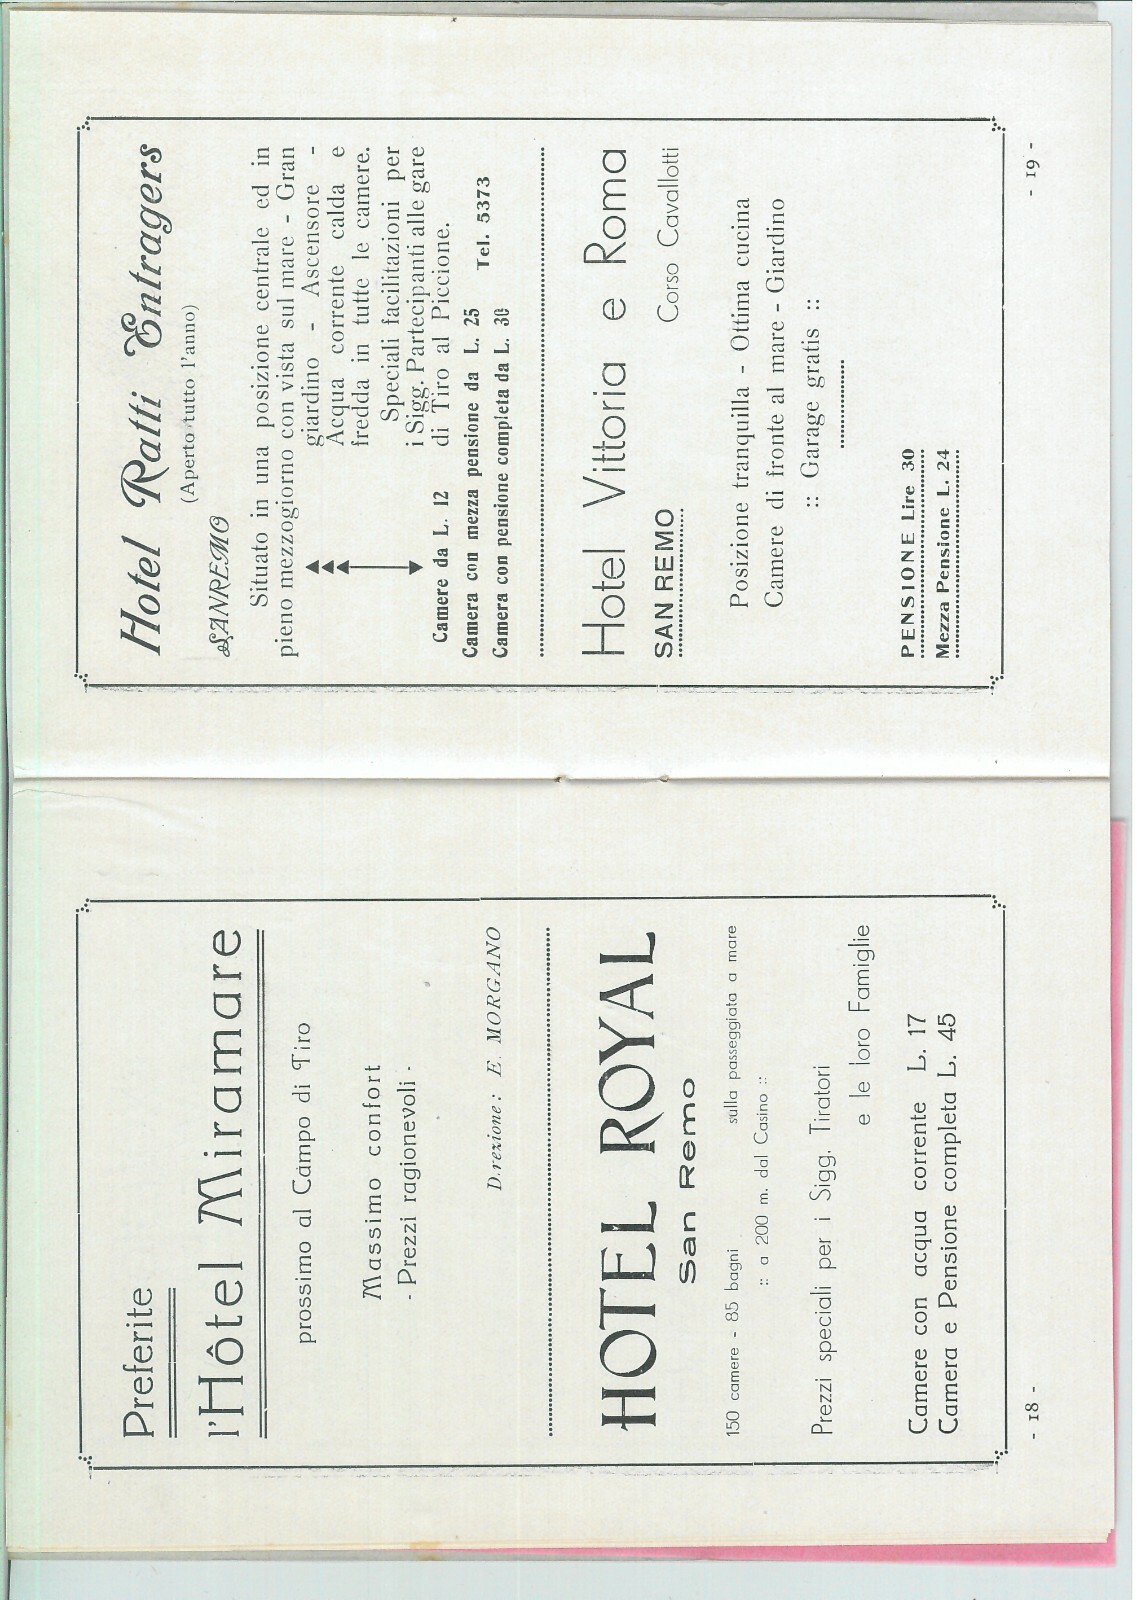 Preferite
l'Hôtel Miramare
prossimo al Campo di Tiro
Massimo confort
- Prezzi ragionevoli -
D.rezione: E. MORGANO
HOTEL ROYAL
San Remo
150 camere - 85 bagni sulla passeggiata a mare
:: a 200 m. dal Casino ::
Prezzi speciali per i Sigg. Tiratori
e le loro Famiglie
Camere con acqua corrente L. 17
Camera e Pensione completa L. 45
- 18 -
Hotel Ratti Entragers
(Aperto tutto l'anno)
SANREMO
Situato in una posizione centrale ed in
pieno mezzogiorno con vista sul mare - Gran
giardino - Ascensore -
Acqua corrente calda e
fredda in tutte le camere.
Speciali facilitazioni per
i Sigg. Partecipanti alle gare
di Tiro al Piccione.
Camere da L. 12
Camera con mezza pensione da L. 25 Tel. 5373
Camera con pensione completa da L. 30
Hotel Vittoria e Roma
SAN REMO Corso Cavallotti
Posizione tranquilla - Ottima cucina
Camere di fronte al mare - Giardino
:: Garage gratis ::
PENSIONE Lire 30
Mezza Pensione L. 24
- 19 -